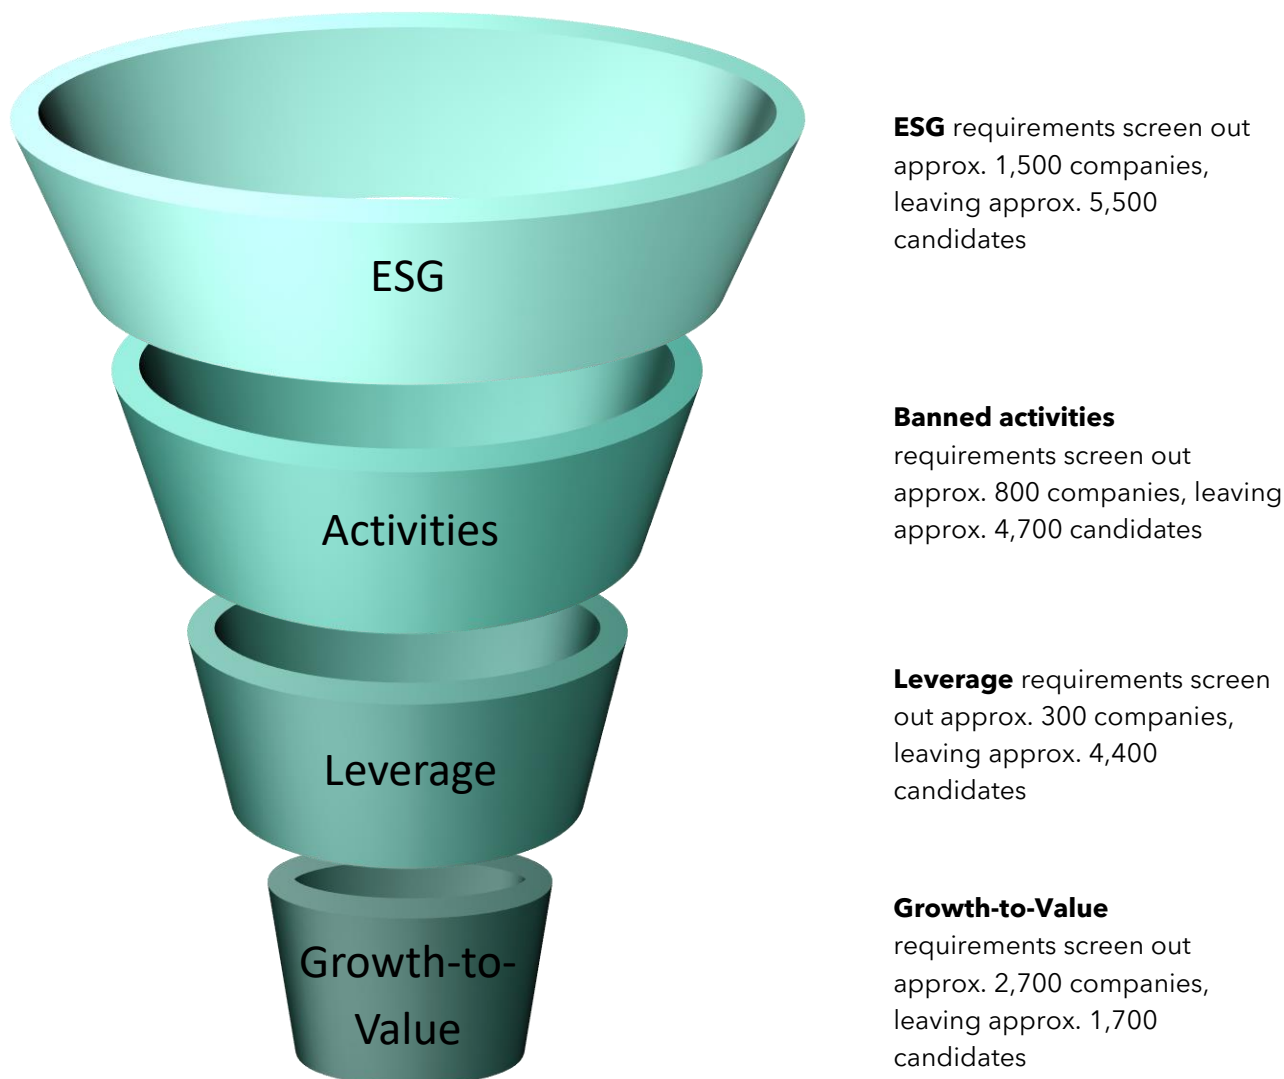 ESG
ESG requirements screen out
approx. 1,500 companies,
leaving approx. 5,500
candidates
Activities
Banned activities
requirements screen out
approx. 800 companies, leaving
approx. 4,700 candidates
Leverage
Leverage requirements screen
out approx. 300 companies,
leaving approx. 4,400
candidates
Growth-to-
Value
Growth-to-Value
requirements screen out
approx. 2,700 companies,
leaving approx. 1,700
candidates